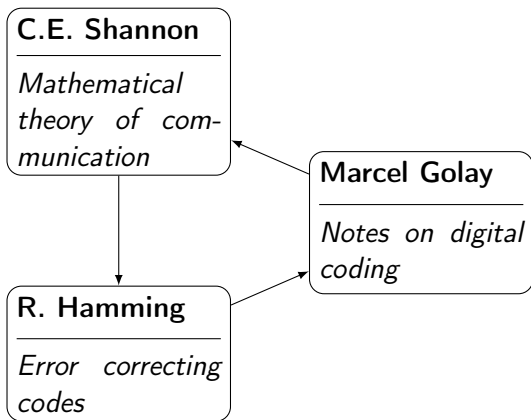 C.E. Shannon
Mathematical
theory of com-
munication
Marcel Golay
Notes on digital
coding
R. Hamming
Error correcting
codes